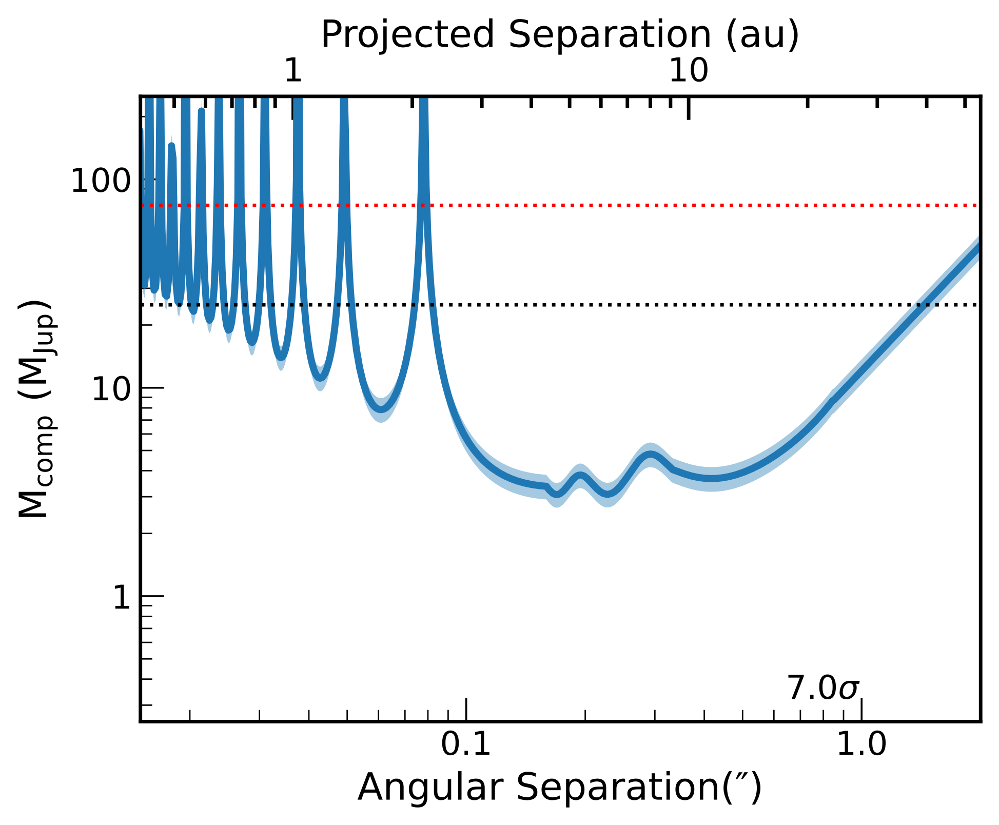 Projected Separation (au)
1 10
100
10
1
M_comp (M_Jup)
7.0σ
0.1 1.0
Angular Separation(″)